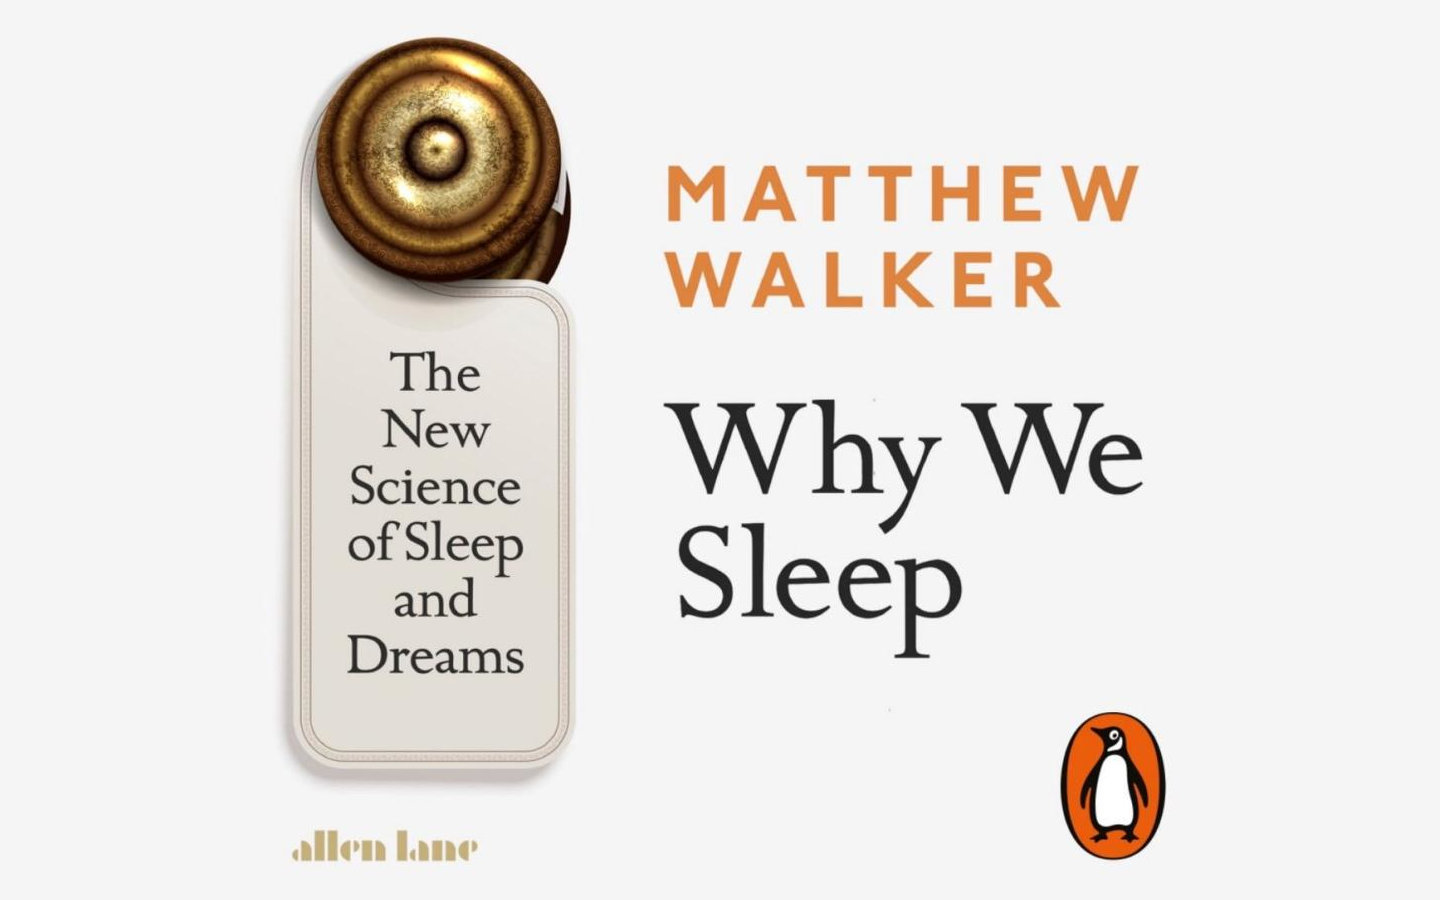 The
New
Science
of Sleep
and
Dreams
MATTHEW
WALKER
Why We
Sleep
allen lane